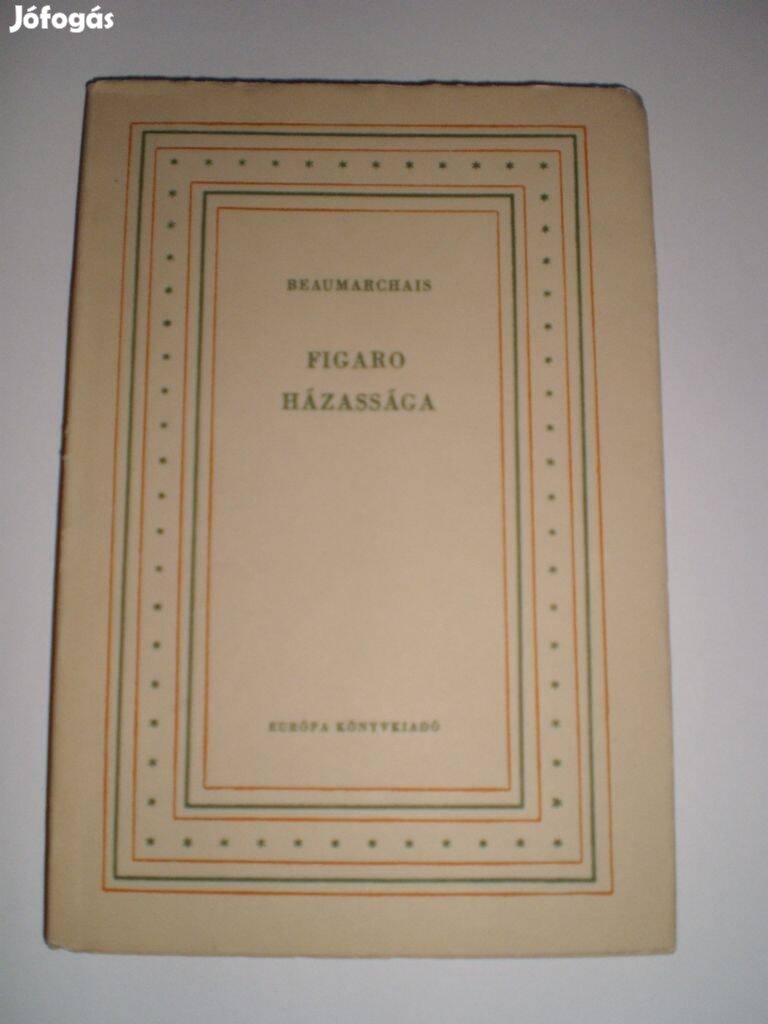 Jófogás
BEAUMARCHAIS
FIGARO
HÁZASSÁGA
EURÓPA KÖNYVKIADÓ